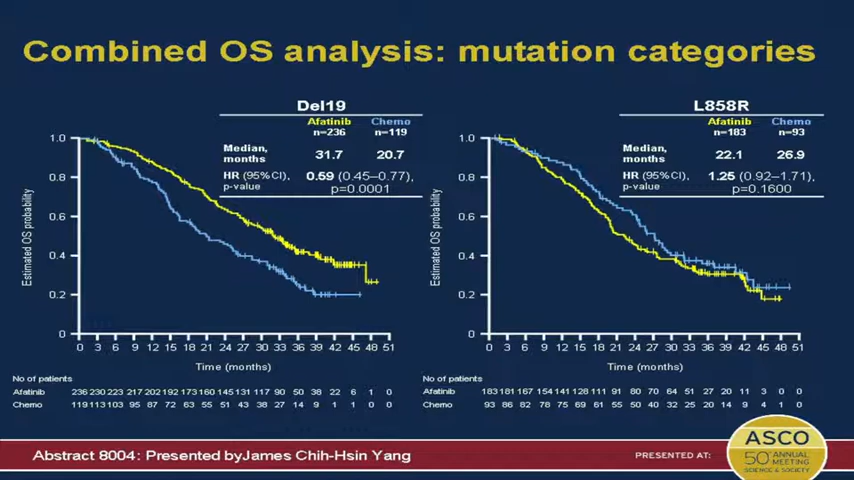 Combined OS analysis: mutation categories
Del19
Afatinib n=236 Chemo n=119
Median, months 31.7 20.7
HR (95%CI), p-value 0.59 (0.45–0.77), p=0.0001
1.0
0.8
0.6
0.4
0.2
0
Estimated OS probability
0 3 6 9 12 15 18 21 24 27 30 33 36 39 42 45 48 51
Time (months)
No of patients
Afatinib 236 230 223 217 202 192 173 160 145 131 117 90 50 38 22 6 1 0
Chemo 119 113 103 95 87 72 63 55 51 43 38 27 14 9 1 1 0 0
L858R
Afatinib n=183 Chemo n=93
Median, months 22.1 26.9
HR (95%CI), p-value 1.25 (0.92–1.71), p=0.1600
1.0
0.8
0.6
0.4
0.2
0
Estimated OS probability
0 3 6 9 12 15 18 21 24 27 30 33 36 39 42 45 48 51
Time (months)
No of patients
Afatinib 183 181 167 154 141 128 111 91 80 70 64 51 27 20 11 3 0 0
Chemo 93 86 82 78 75 69 61 55 50 40 32 25 20 14 9 4 1 0
Abstract 8004: Presented byJames Chih-Hsin Yang
PRESENTED AT:
ASCO
50th ANNUAL
MEETING
SCIENCE & SOCIETY